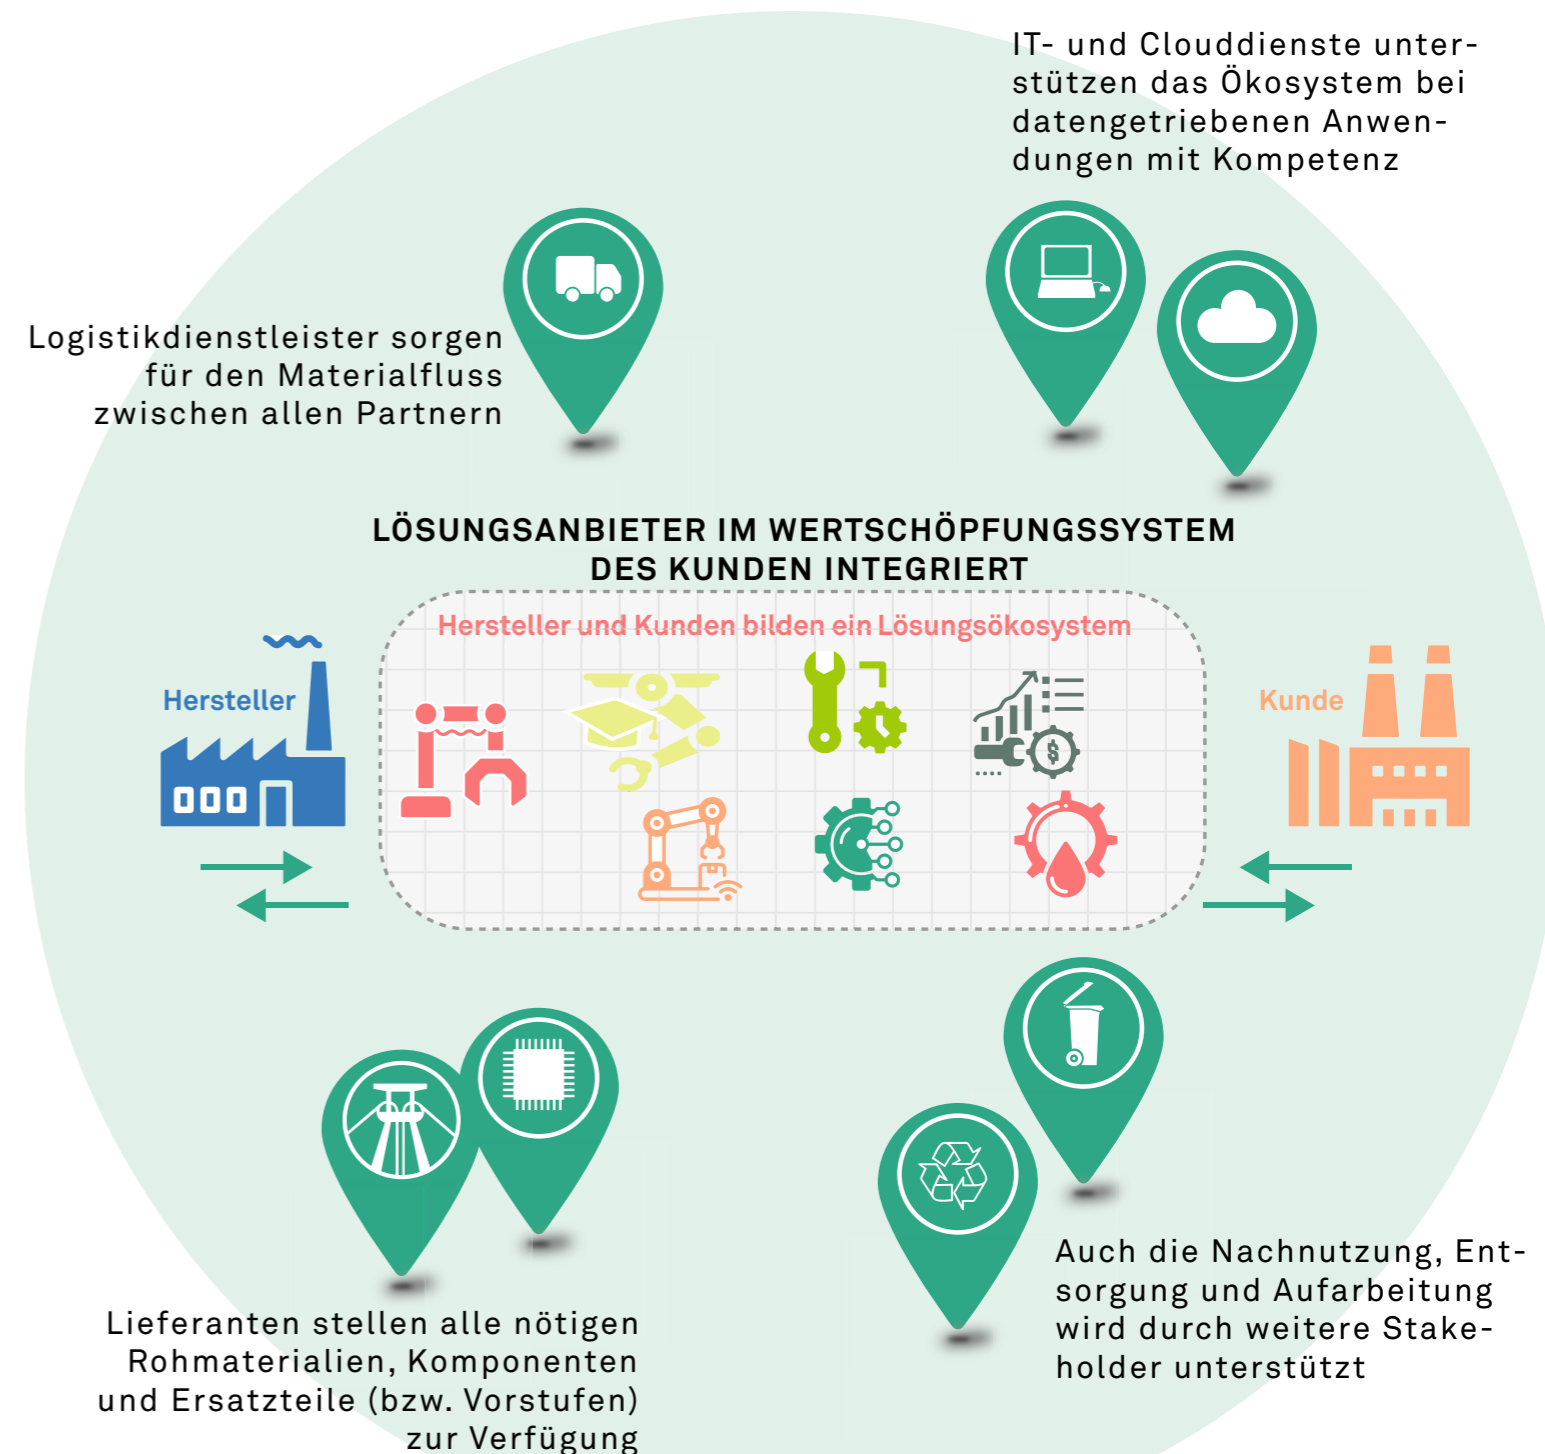 IT- und Clouddienste unter-
stützen das Ökosystem bei
datengetriebenen Anwen-
dungen mit Kompetenz
Logistikdienstleister sorgen
für den Materialfluss
zwischen allen Partnern
LÖSUNGSANBIETER IM WERTSCHÖPFUNGSSYSTEM
DES KUNDEN INTEGRIERT
Hersteller und Kunden bilden ein Lösungsökosystem
Hersteller
Kunde
$
Lieferanten stellen alle nötigen
Rohmaterialien, Komponenten
und Ersatzteile (bzw. Vorstufen)
zur Verfügung
Auch die Nachnutzung, Ent-
sorgung und Aufarbeitung
wird durch weitere Stake-
holder unterstützt